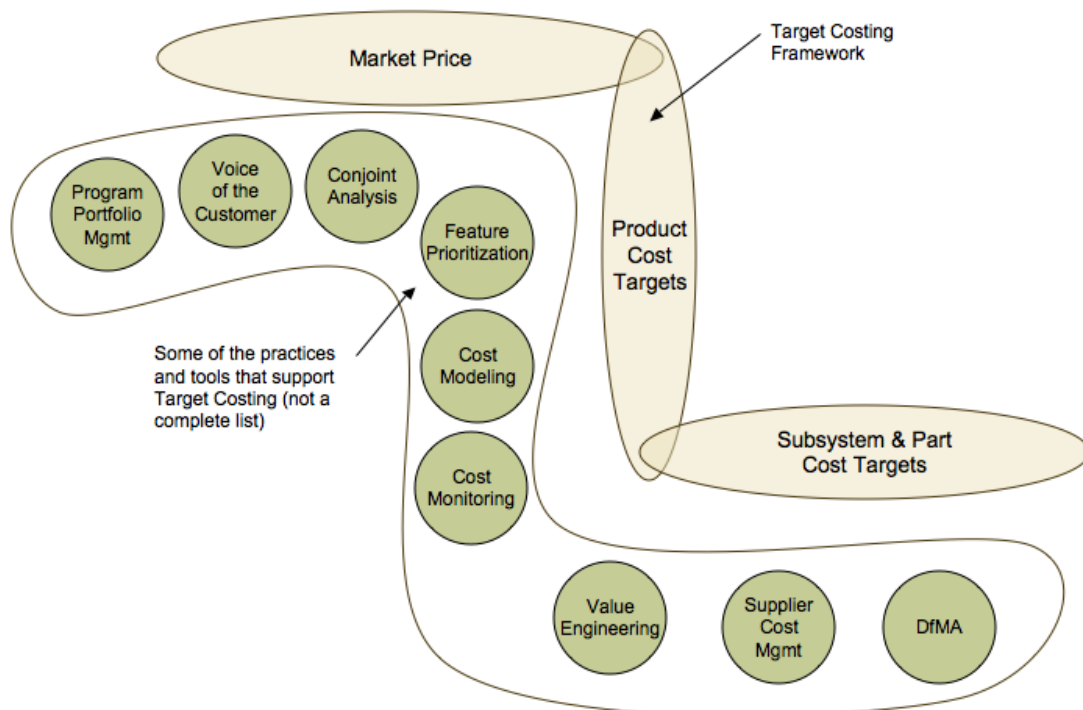 Market Price
Target Costing
Framework
Program
Portfolio
Mgmt
Voice
of the
Customer
Conjoint
Analysis
Feature
Prioritization
Product
Cost
Targets
Some of the practices
and tools that support
Target Costing (not a
complete list)
Cost
Modeling
Cost
Monitoring
Subsystem & Part
Cost Targets
Value
Engineering
Supplier
Cost
Mgmt
DfMA